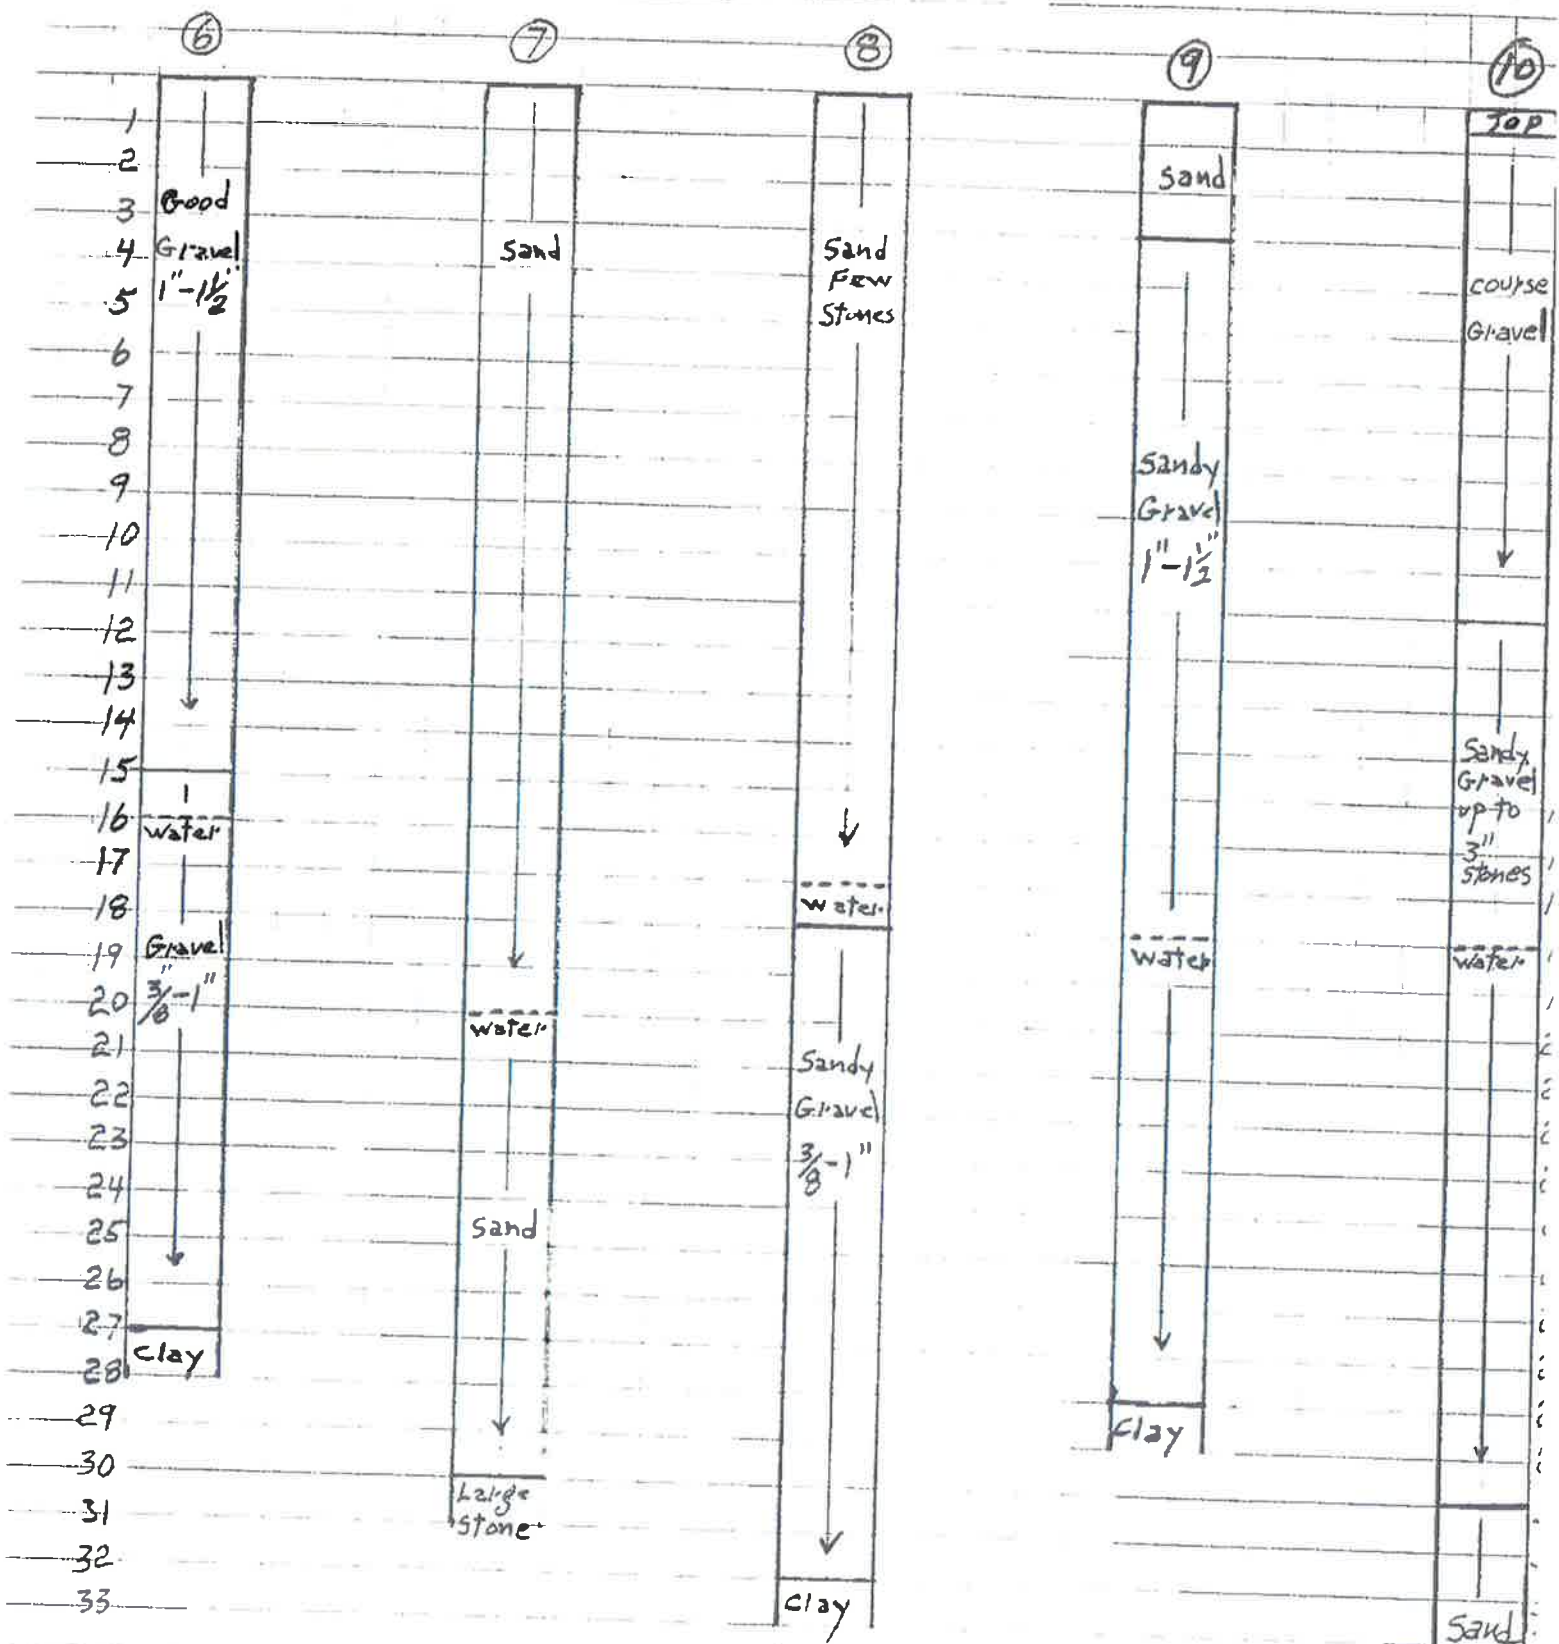 6 7 8 9 10
1
2
3
4
5
6
7
8
9
10
11
12
13
14
15
16
17
18
19
20
21
22
23
24
25
26
27
28
29
30
31
32
33
Good
Gravel
1"-1½"
Water
Gravel
3/8"-1"
Clay
Sand
Water
Sand
Large
Stone
Sand
Few
Stones
Water
Sandy
Gravel
3/8-1"
Clay
Sand
Sandy
Gravel
1"-1½"
Water
Clay
Top
course
Gravel
Sandy
Gravel
up to
3"
Stones
Water
Sand